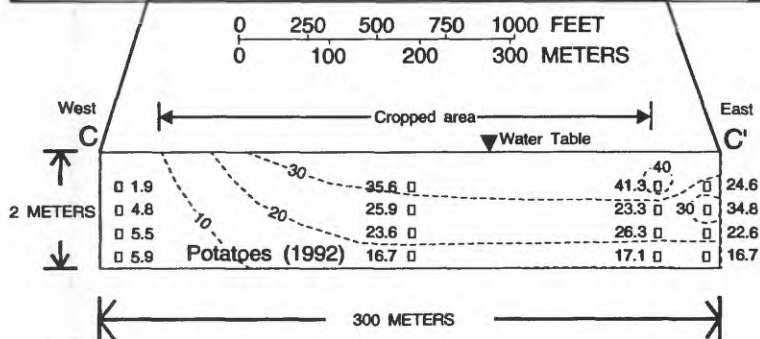 0 250 500 750 1000 FEET
0 100 200 300 METERS
West
C
Cropped area
East
C'
Water Table
2 METERS
1.9 35.6 41.3 40 24.6
4.8 25.9 23.3 30 34.8
5.5 23.6 26.3 22.6
5.9 16.7 17.1 16.7
30
20
10
Potatoes (1992)
300 METERS